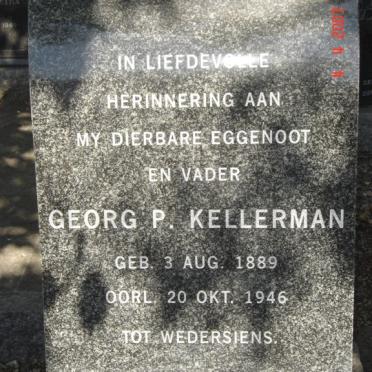 IN LIEFDEVOLLE
HERINNERING AAN
MY DIERBARE EGGENOOT
EN VADER
GEORG P. KELLERMAN
GEB. 3 AUG. 1889
OORL. 20 OKT. 1946
TOT WEDERSIENS.